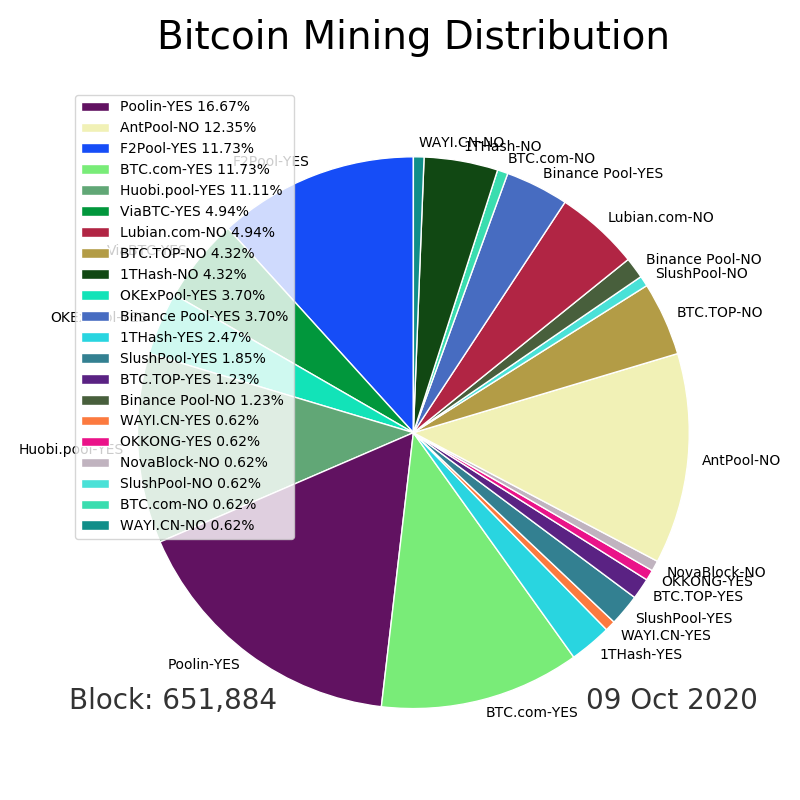 Bitcoin Mining Distribution
Poolin-YES 16.67%
AntPool-NO 12.35%
F2Pool-YES 11.73%
BTC.com-YES 11.73%
Huobi.pool-YES 11.11%
ViaBTC-YES 4.94%
Lubian.com-NO 4.94%
BTC.TOP-NO 4.32%
1THash-NO 4.32%
OKExPool-YES 3.70%
Binance Pool-YES 3.70%
1THash-YES 2.47%
SlushPool-YES 1.85%
BTC.TOP-YES 1.23%
Binance Pool-NO 1.23%
WAYI.CN-YES 0.62%
OKKONG-YES 0.62%
NovaBlock-NO 0.62%
SlushPool-NO 0.62%
BTC.com-NO 0.62%
WAYI.CN-NO 0.62%
WAYI.CN-NO
1THash-NO
BTC.com-NO
Binance Pool-YES
Lubian.com-NO
Binance Pool-NO
SlushPool-NO
BTC.TOP-NO
AntPool-NO
NovaBlock-NO
OKKONG-YES
BTC.TOP-YES
SlushPool-YES
WAYI.CN-YES
1THash-YES
BTC.com-YES
Poolin-YES
Huobi.pool-YES
ViaBTC-YES
F2Pool-YES
Block: 651,884
09 Oct 2020